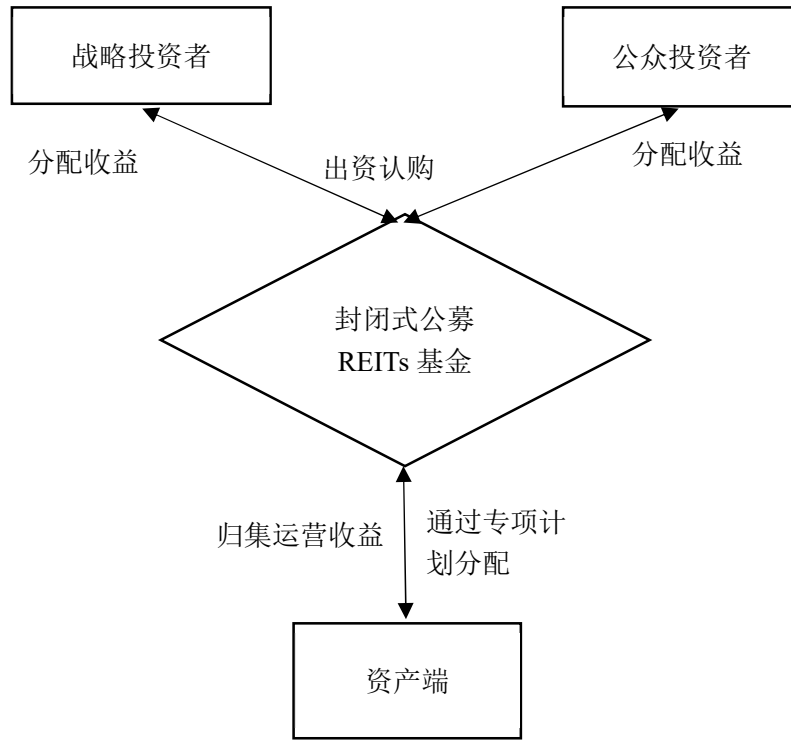 战略投资者
公众投资者
分配收益
出资认购
分配收益
封闭式公募
REITs 基金
归集运营收益
通过专项计
划分配
资产端